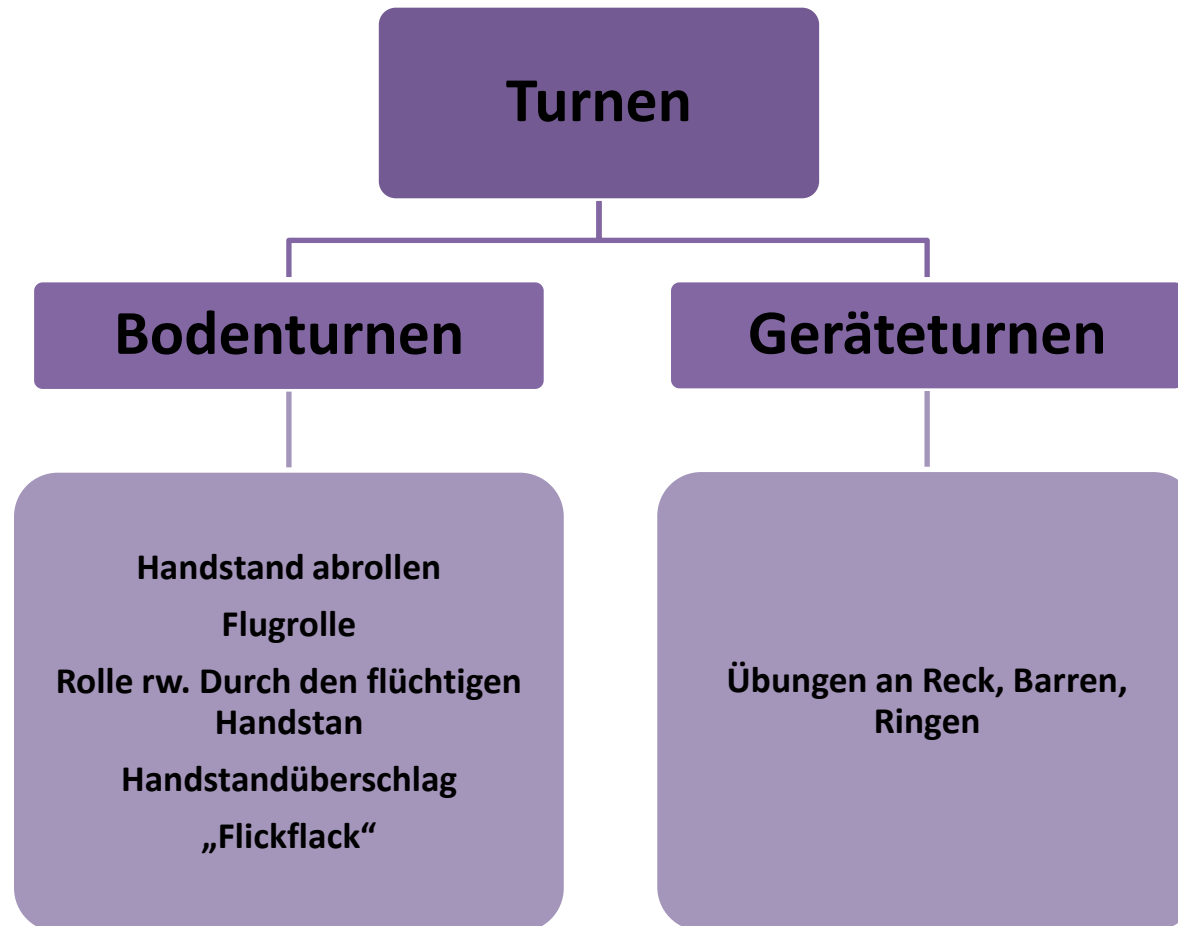 Turnen
Bodenturnen
Geräteturnen
Handstand abrollen
Flugrolle
Rolle rw. Durch den flüchtigen
Handstan
Handstandüberschlag
„Flickflack“
Übungen an Reck, Barren,
Ringen